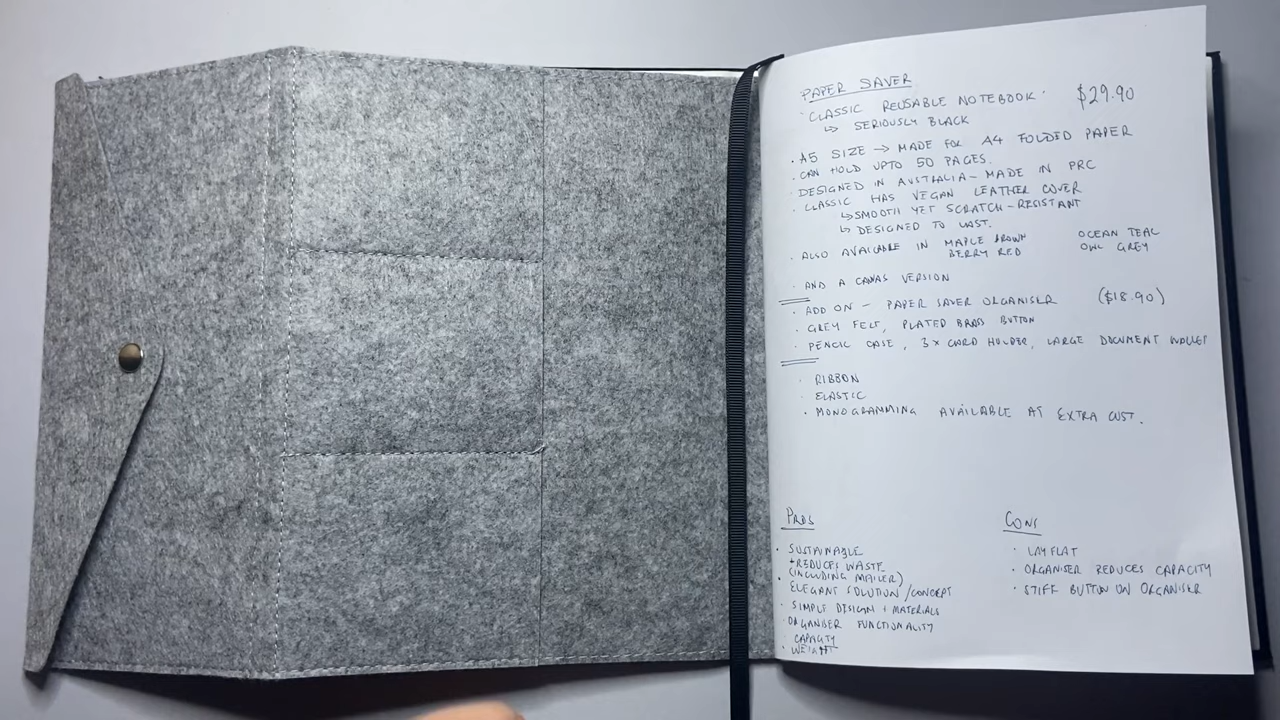 PAPER SAVER
· CLASSIC REUSABLE NOTEBOOK · $29.90
↳ SERIOUSLY BLACK
· A5 SIZE → MADE FOR A4 FOLDED PAPER
· CAN HOLD UPTO 50 PAGES.
· DESIGNED IN AUSTRALIA - MADE IN PRC
· CLASSIC HAS VEGAN LEATHER COVER
↳ SMOOTH YET SCRATCH-RESISTANT
↳ DESIGNED TO LAST.
· ALSO AVAILABLE IN MAPLE BROWN OCEAN TEAL
BERRY RED OWL GREY
· AND A CANVAS VERSION
· ADD ON - PAPER SAVER ORGANISER ($18.90)
· GREY FELT, PLATED BRASS BUTTON
· PENCIL CASE, 3x CARD HOLDER, LARGE DOCUMENT WALLET
· RIBBON
· ELASTIC
· MONOGRAMMING AVAILABLE AT EXTRA COST.
PROS
· SUSTAINABLE
+REDUCES WASTE
(INCLUDING MAILER)
· ELEGANT SOLUTION/CONCEPT
· SIMPLE DESIGN + MATERIALS
· ORGANISER FUNCTIONALITY
· CAPACITY
· WEIGHT
CONS
· LAY FLAT
· ORGANISER REDUCES CAPACITY
· STIFF BUTTON ON ORGANISER